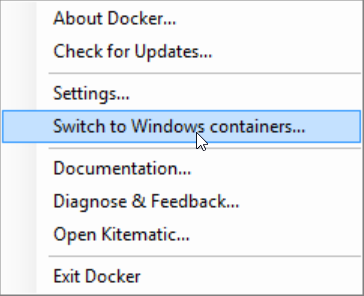 About Docker...
Check for Updates...
Settings...
Switch to Windows containers...
Documentation...
Diagnose & Feedback...
Open Kitematic...
Exit Docker